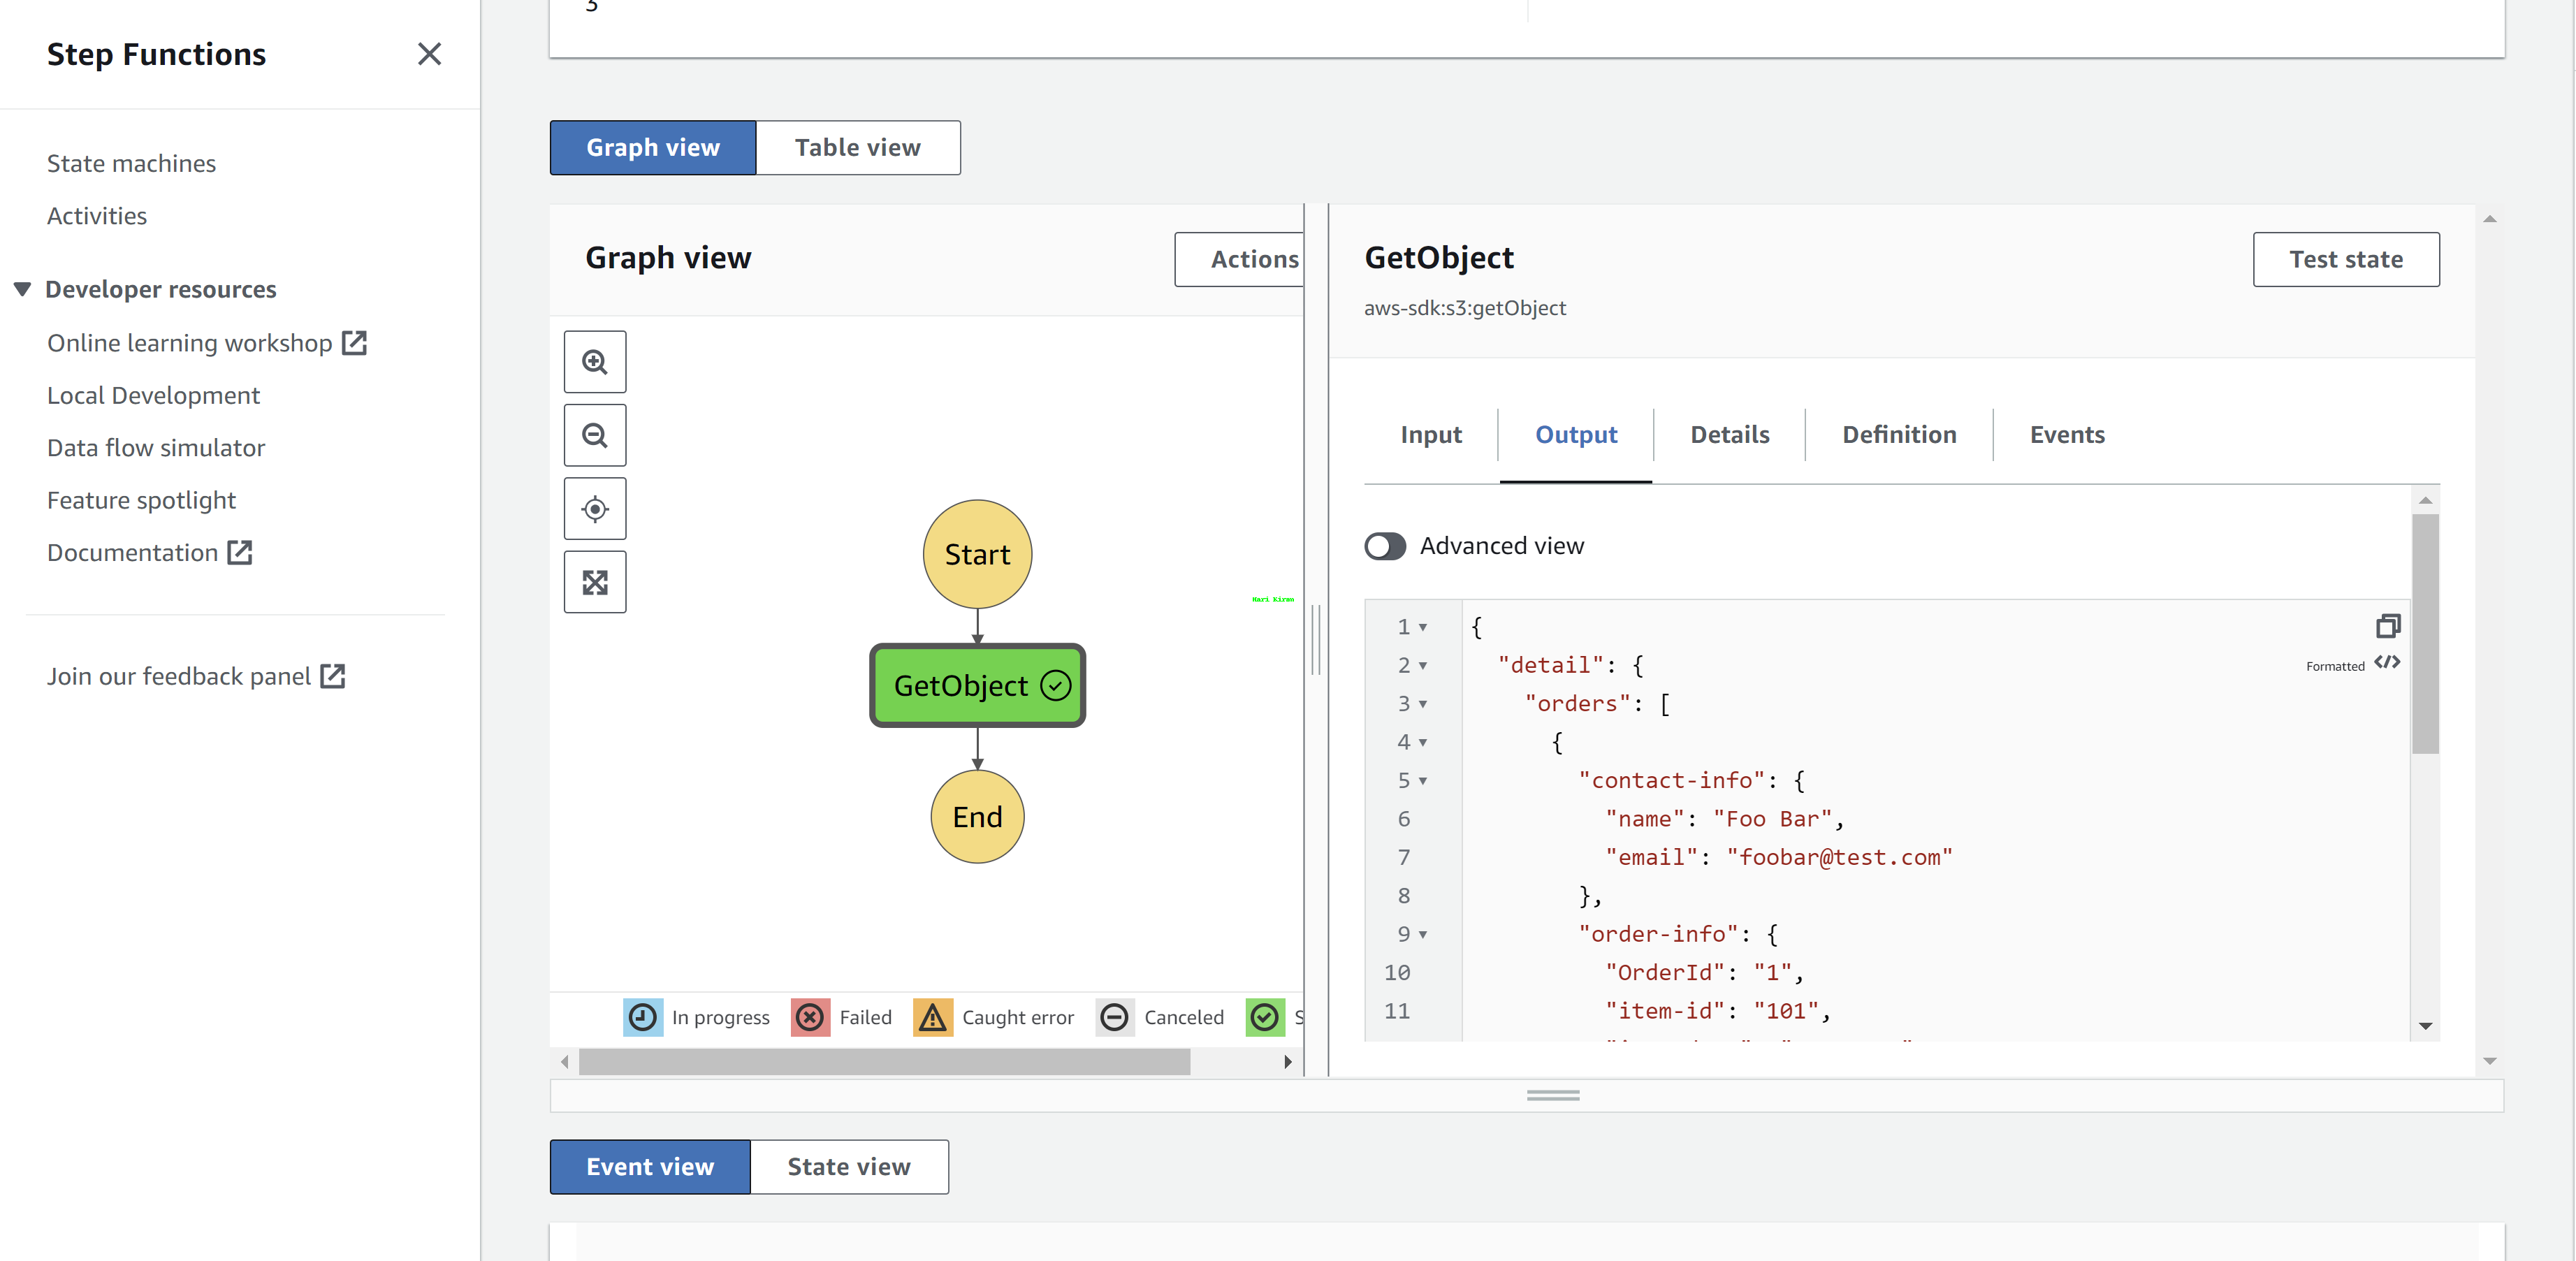 3
Step Functions
State machines
Activities
Developer resources
Online learning workshop
Local Development
Data flow simulator
Feature spotlight
Documentation
Join our feedback panel
Graph view
Table view
Graph view
Actions
Start
GetObject
End
Hari Kiran
In progress
Failed
Caught error
Canceled
S
GetObject
Test state
aws-sdk:s3:getObject
Input
Output
Details
Definition
Events
Advanced view
Formatted
1 {
2 "detail": {
3 "orders": [
4 {
5 "contact-info": {
6 "name": "Foo Bar",
7 "email": "foobar@test.com"
8 },
9 "order-info": {
10 "OrderId": "1",
11 "item-id": "101",
Event view
State view